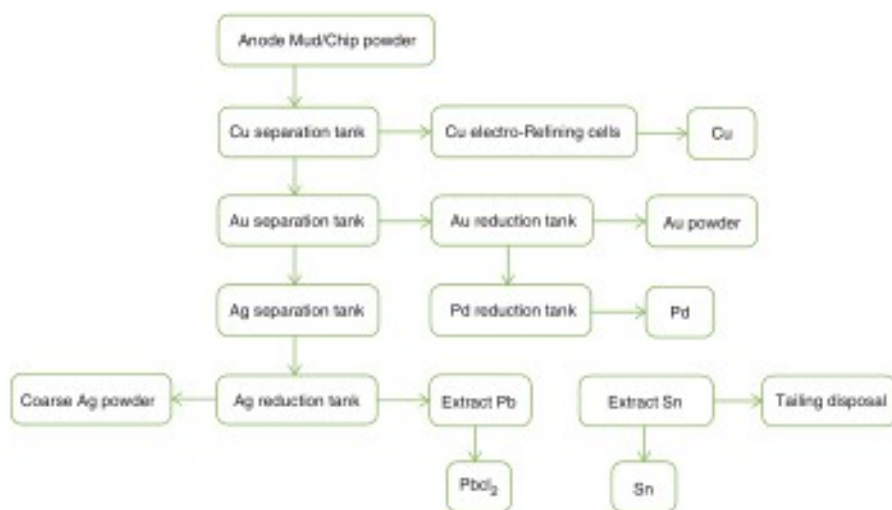 Anode Mud/Chip powder
Cu separation tank
Cu electro-Refining cells
Cu
Au separation tank
Au reduction tank
Au powder
Ag separation tank
Pd reduction tank
Pd
Coarse Ag powder
Ag reduction tank
Extract Pb
Extract Sn
Tailing disposal
Pbcl₂
Sn